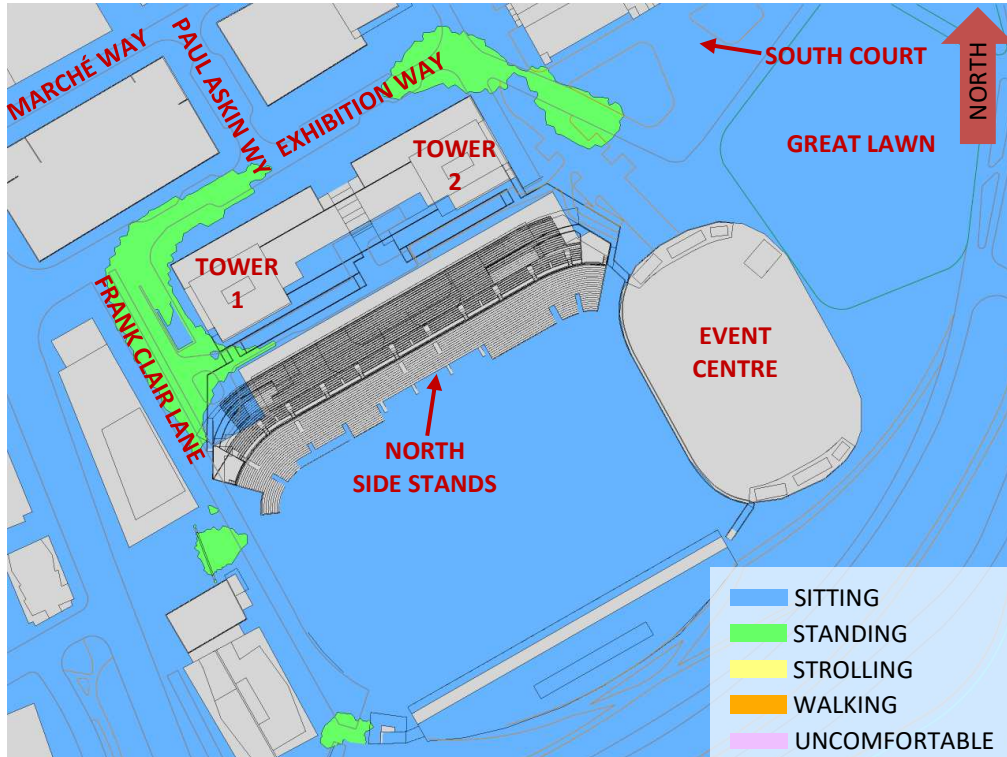 MARCHÉ WAY
PAUL ASKIN WY
EXHIBITION WAY
SOUTH COURT
NORTH
GREAT LAWN
TOWER
2
TOWER
1
FRANK CLAIR LANE
EVENT
CENTRE
NORTH
SIDE STANDS
SITTING
STANDING
STROLLING
WALKING
UNCOMFORTABLE